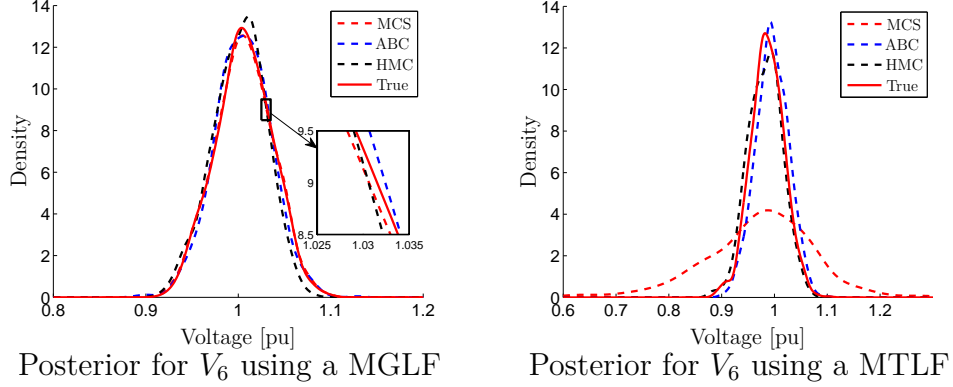 14
12
10
8
6
4
2
0
Density
MCS
ABC
HMC
True
9.5
9
8.5
1.025 1.03 1.035
0.8 0.9 1 1.1 1.2
Voltage [pu]
Posterior for V6 using a MGLF
14
12
10
8
6
4
2
0
Density
MCS
ABC
HMC
True
0.6 0.7 0.8 0.9 1 1.1 1.2
Voltage [pu]
Posterior for V6 using a MTLF